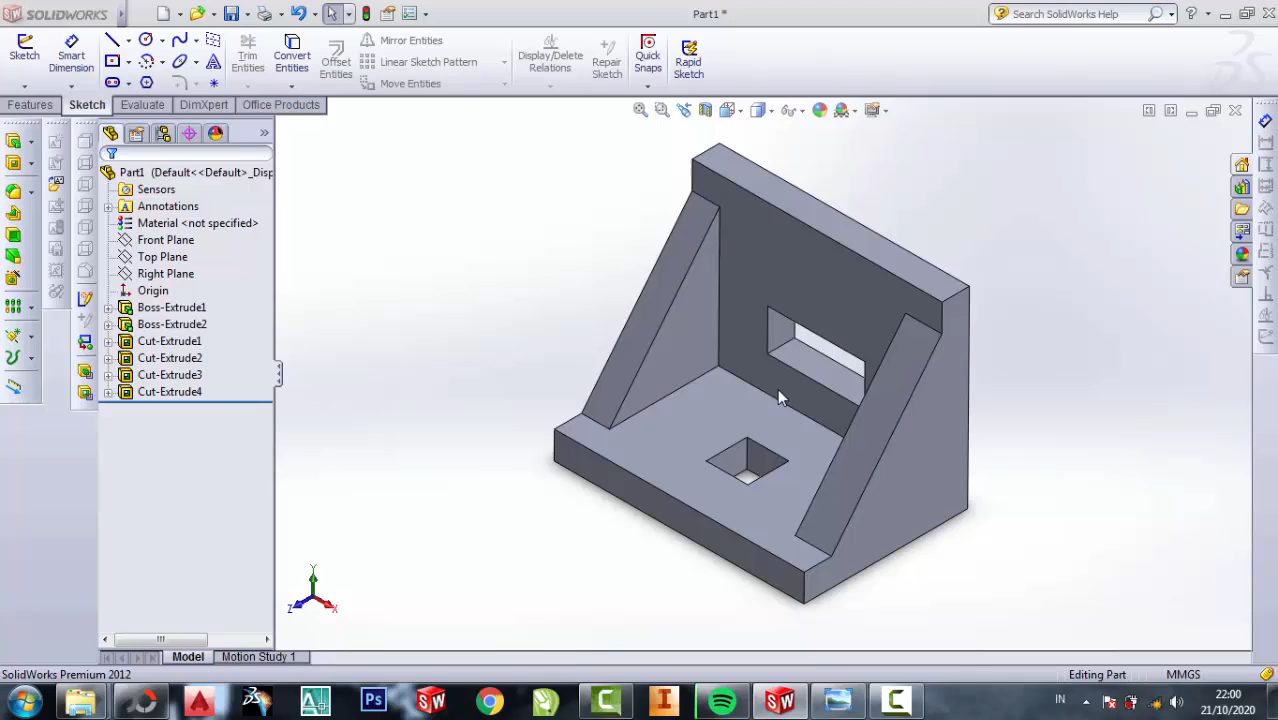 SOLIDWORKS
Part1 *
Search SolidWorks Help
Sketch
Smart Dimension
Trim Entities
Convert Entities
Offset Entities
Mirror Entities
Linear Sketch Pattern
Move Entities
Display/Delete Relations
Repair Sketch
Quick Snaps
Rapid Sketch
Features
Sketch
Evaluate
DimXpert
Office Products
Part1 (Default<<Default>_Disp
Sensors
Annotations
Material <not specified>
Front Plane
Top Plane
Right Plane
Origin
Boss-Extrude1
Boss-Extrude2
Cut-Extrude1
Cut-Extrude2
Cut-Extrude3
Cut-Extrude4
Y
Z
X
Model
Motion Study 1
SolidWorks Premium 2012
Editing Part
MMGS
IN
22:00
21/10/2020